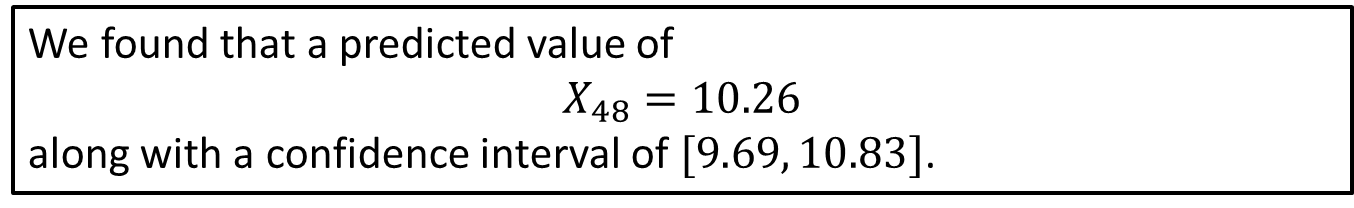 We found that a predicted value of
X₄₈ = 10.26
along with a confidence interval of [9.69, 10.83].